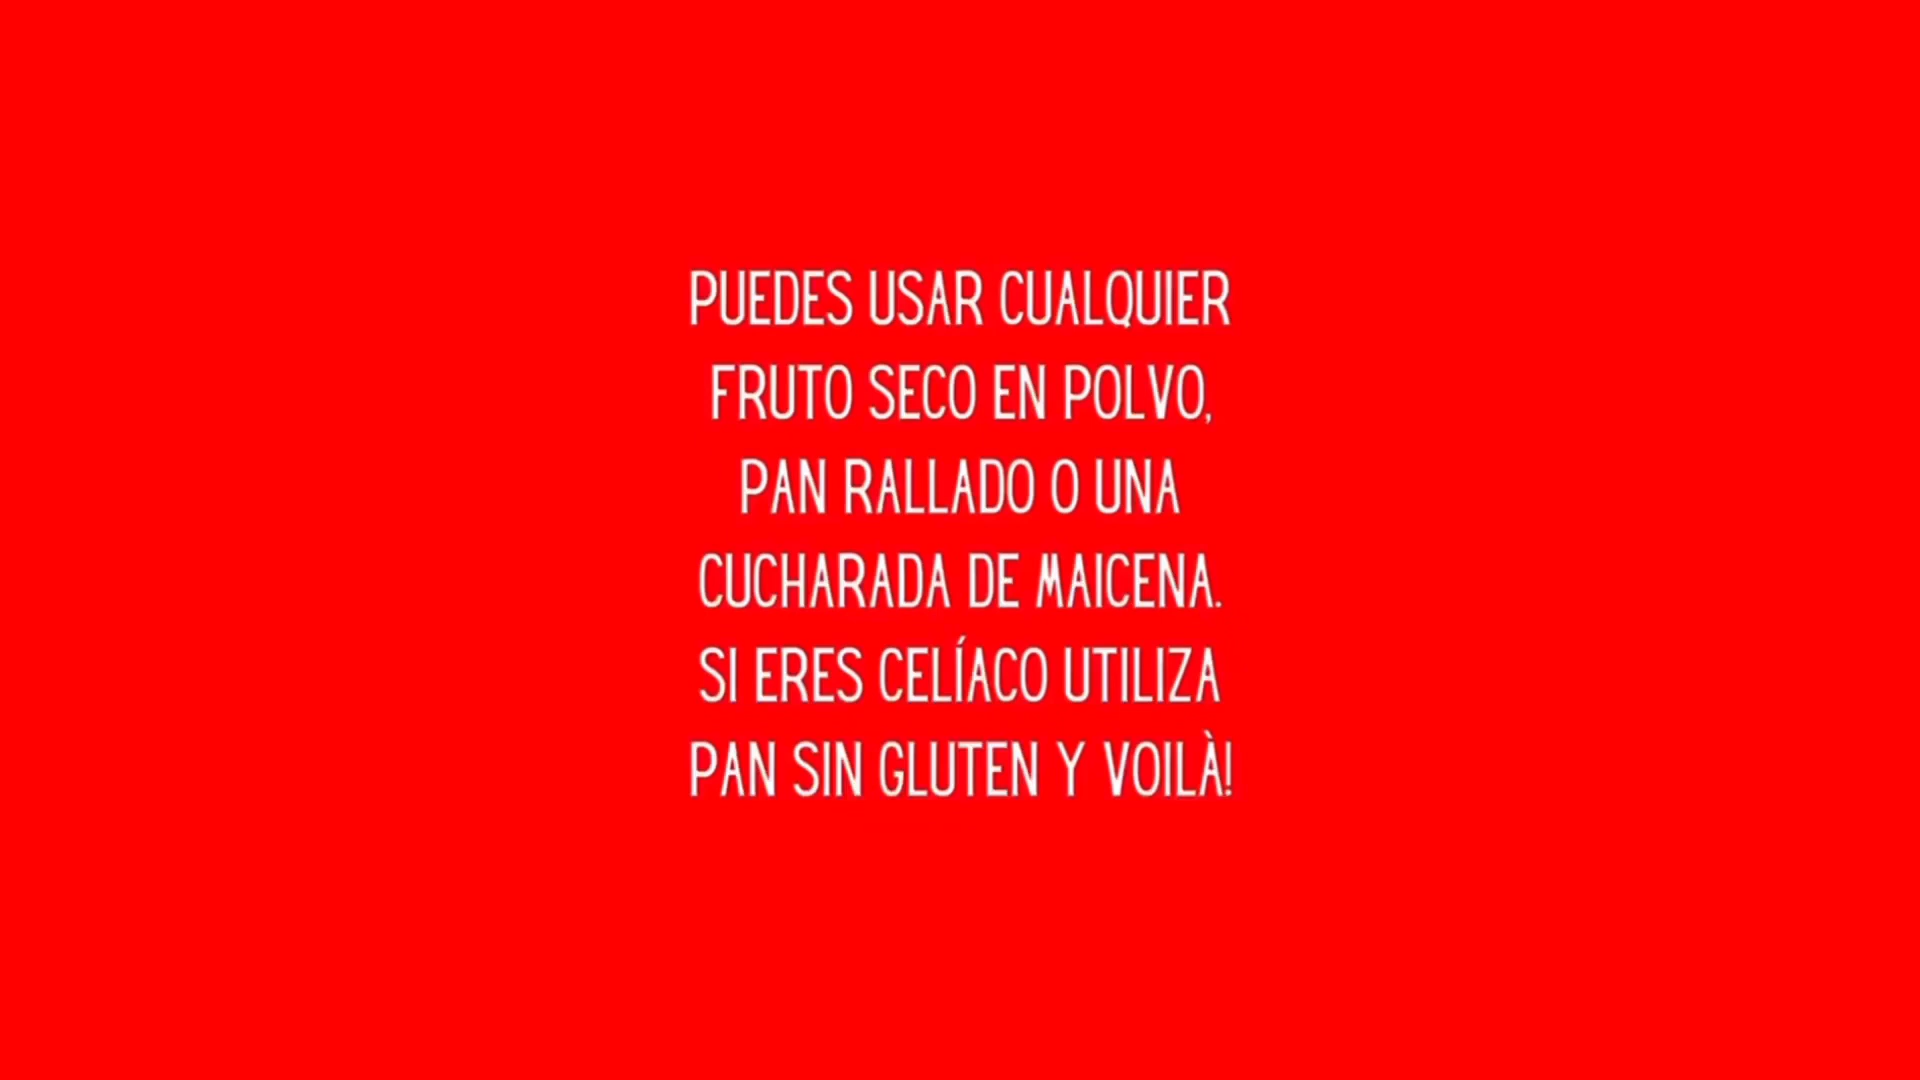 PUEDES USAR CUALQUIER
FRUTO SECO EN POLVO,
PAN RALLADO O UNA
CUCHARADA DE MAICENA.
SI ERES CELÍACO UTILIZA
PAN SIN GLUTEN Y VOILÀ!